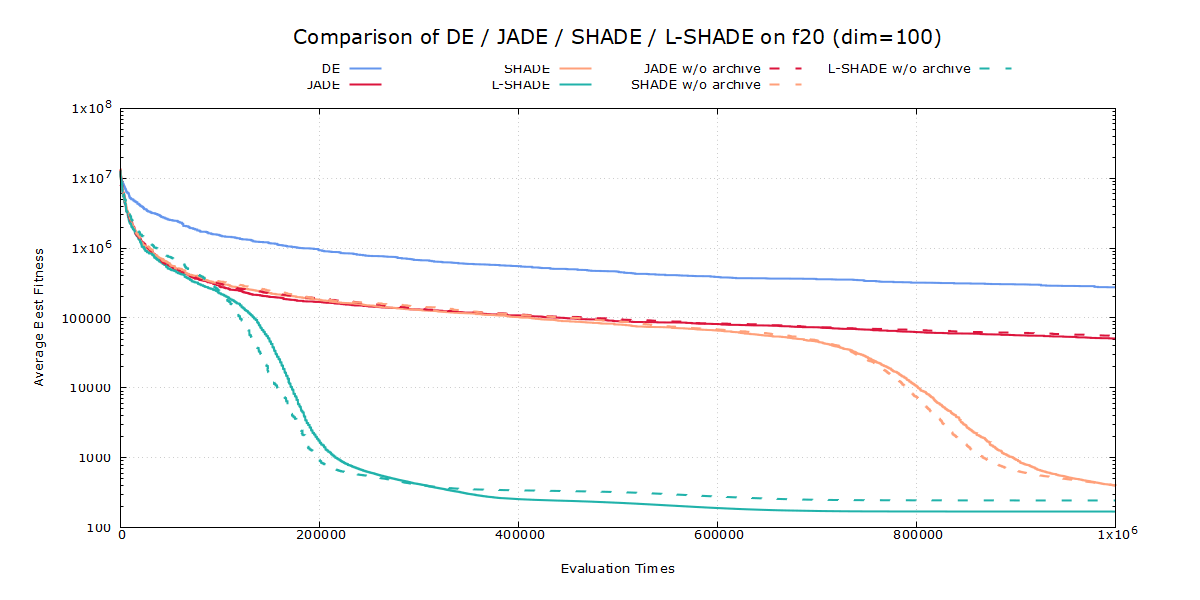 Comparison of DE / JADE / SHADE / L-SHADE on f20 (dim=100)
DE SHADE JADE w/o archive L-SHADE w/o archive
JADE L-SHADE SHADE w/o archive
1x10^8
1x10^7
1x10^6
100000
10000
1000
100
Average Best Fitness
0 200000 400000 600000 800000 1x10^6
Evaluation Times